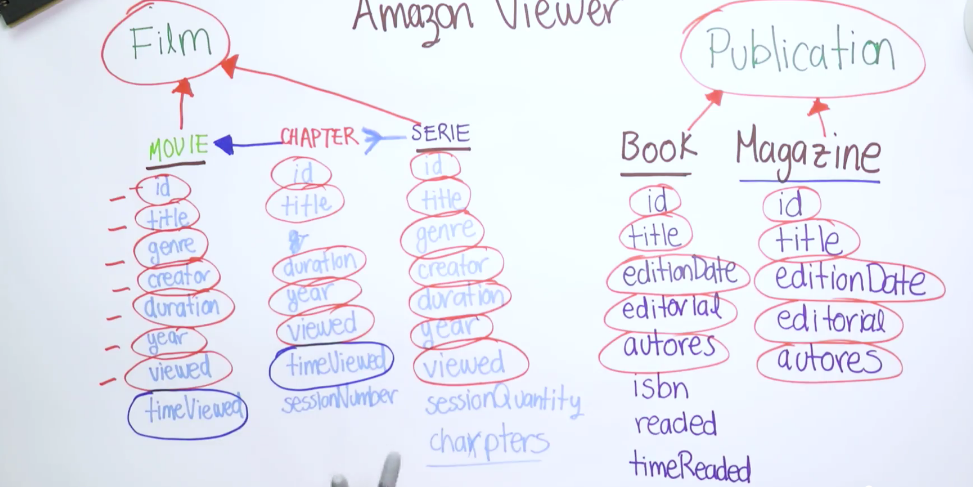 Amazon Viewer
Film
Publication
MOVIE
id
title
genre
creator
duration
year
viewed
timeViewed
CHAPTER
id
title
duration
year
viewed
timeViewed
sessionNumber
SERIE
id
title
genre
creator
duration
year
viewed
sessionQuantity
charpters
Book
id
title
editionDate
editorial
autores
isbn
readed
timeReaded
Magazine
id
title
editionDate
editorial
autores